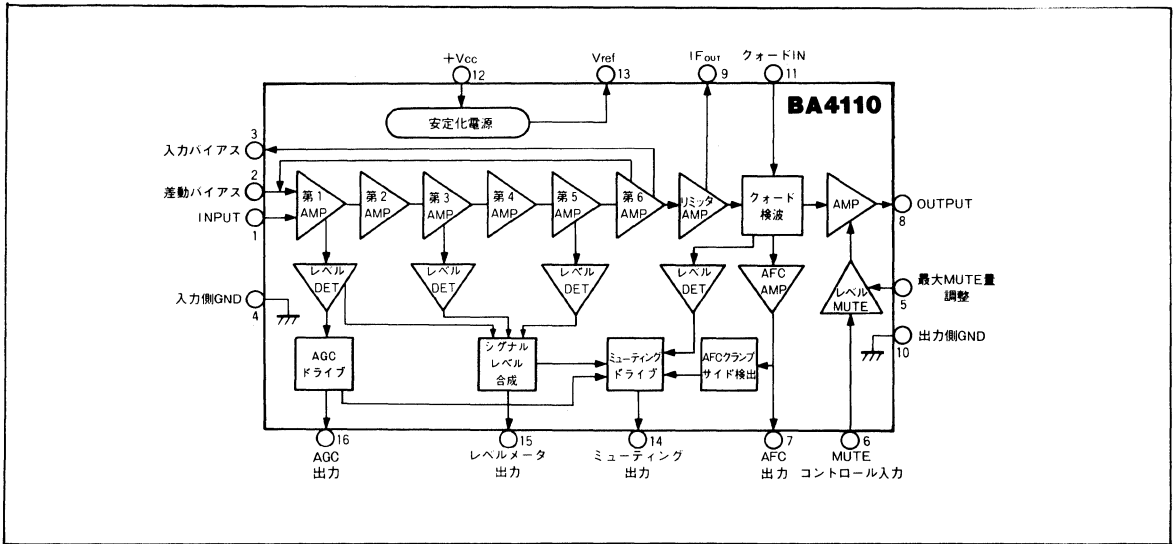 +Vcc
12
Vref
13
IFOUT
9
クォードIN
11
BA4110
安定化電源
3
入力バイアス
2
差動バイアス
INPUT
1
第1
AMP
第2
AMP
第3
AMP
第4
AMP
第5
AMP
第6
AMP
リミッタ
AMP
クォード
検波
AMP
OUTPUT
8
レベル
DET
レベル
DET
レベル
DET
レベル
DET
AFC
AMP
レベル
MUTE
最大MUTE量
5
調整
入力側GND
4
出力側GND
10
AGC
ドライブ
シグナル
レベル
合成
ミューティング
ドライブ
AFCクランプ
サイド検出
16
AGC
出力
15
レベルメータ
出力
14
ミューティング
出力
7
AFC
出力
6
MUTE
コントロール入力